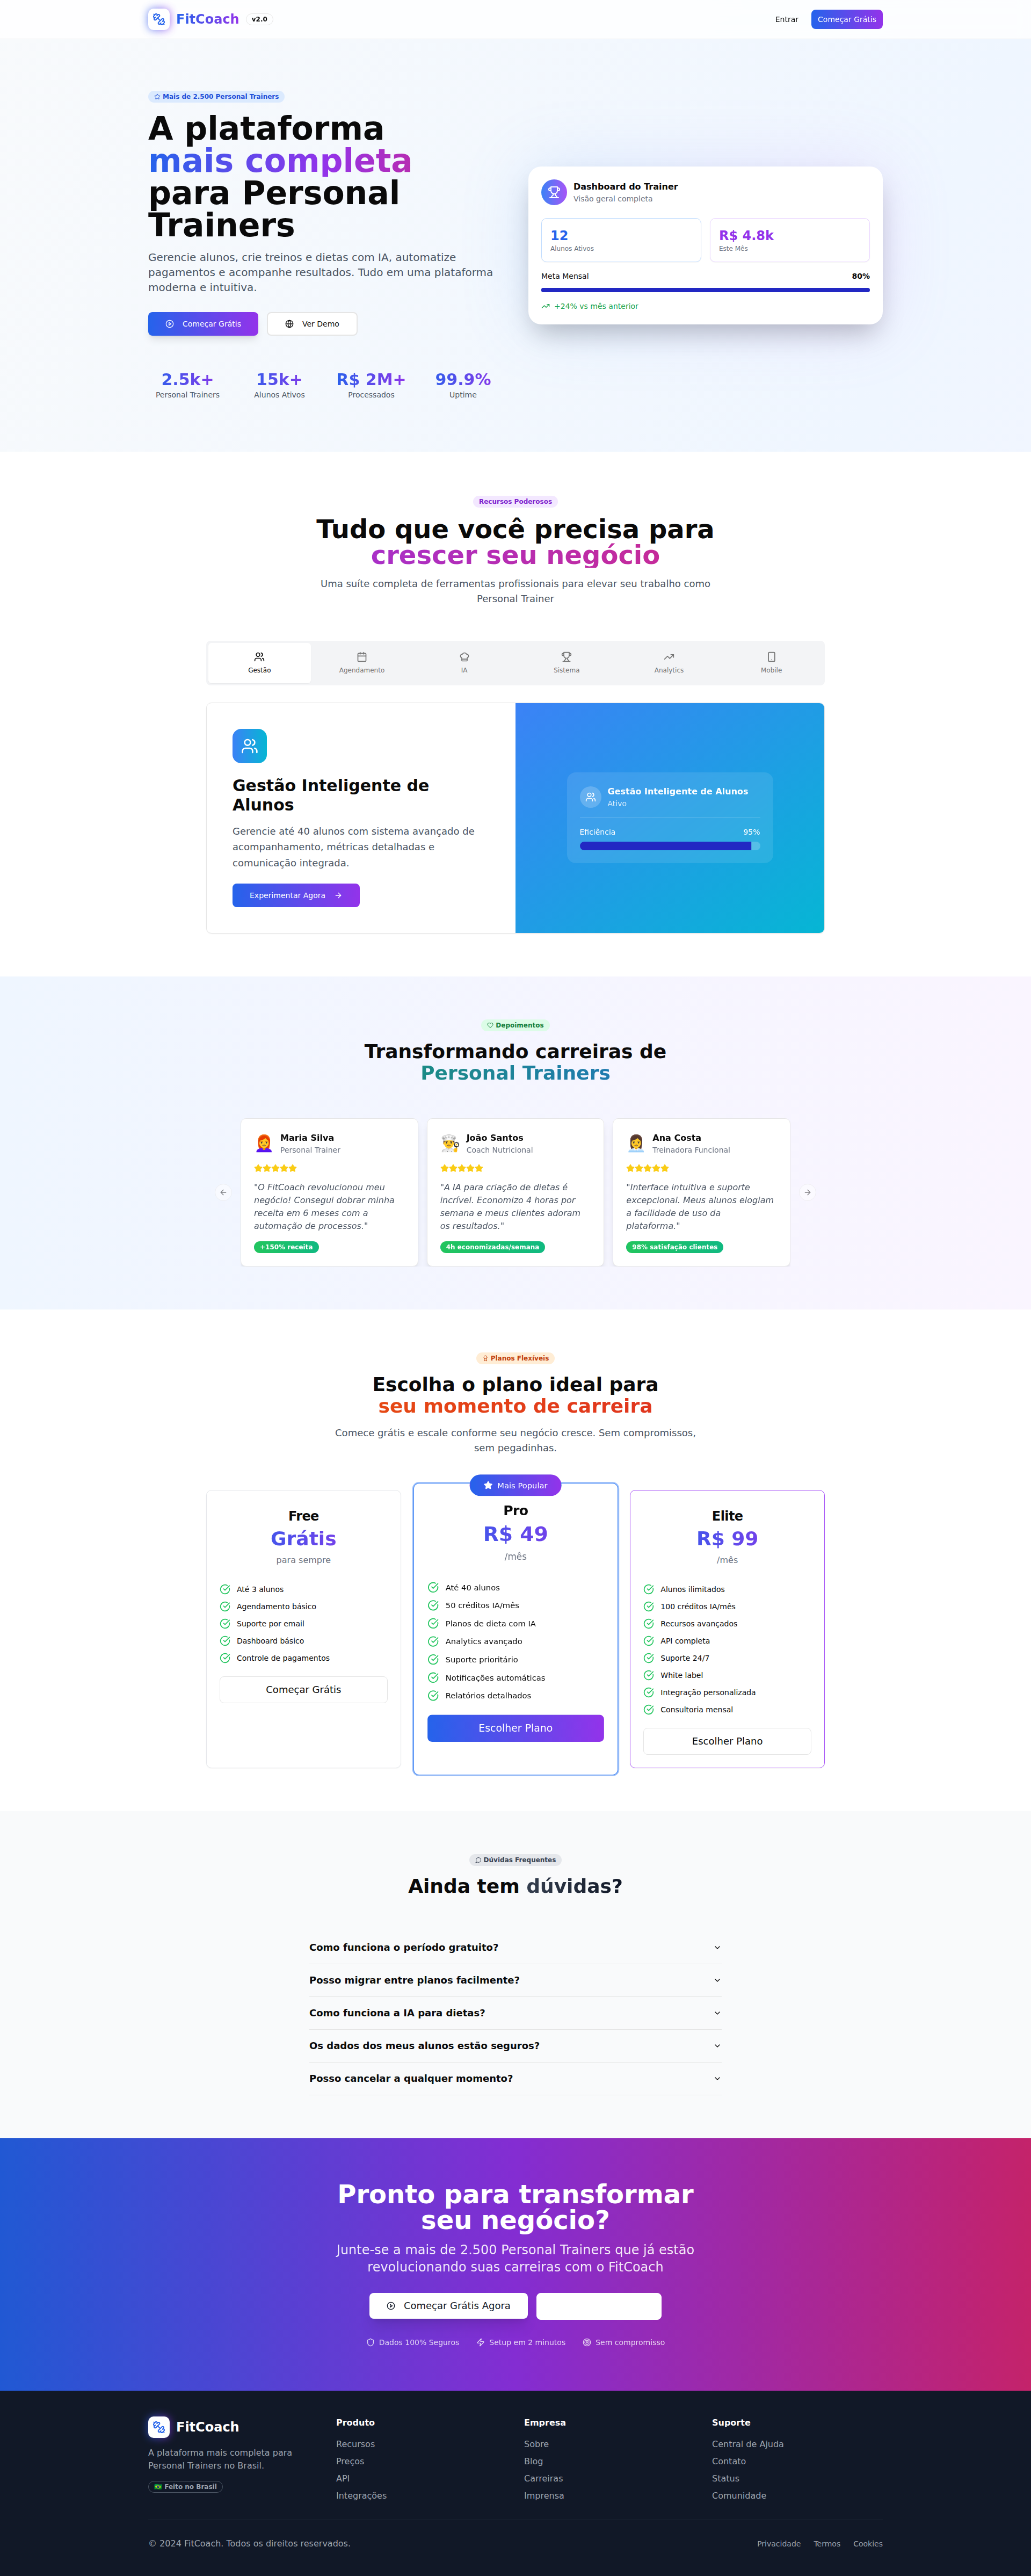 FitCoach
v2.0
Entrar
Começar Grátis
Mais de 2.500 Personal Trainers
A plataforma
mais completa
para Personal
Trainers
Gerencie alunos, crie treinos e dietas com IA, automatize
pagamentos e acompanhe resultados. Tudo em uma plataforma
moderna e intuitiva.
Começar Grátis
Ver Demo
2.5k+
Personal Trainers
15k+
Alunos Ativos
R$ 2M+
Processados
99.9%
Uptime
Dashboard do Trainer
Visão geral completa
12
Alunos Ativos
R$ 4.8k
Este Mês
Meta Mensal
80%
+24% vs mês anterior
Recursos Poderosos
Tudo que você precisa para
crescer seu negócio
Uma suíte completa de ferramentas profissionais para elevar seu trabalho como
Personal Trainer
Gestão
Agendamento
IA
Sistema
Analytics
Mobile
Gestão Inteligente de
Alunos
Gerencie até 40 alunos com sistema avançado de
acompanhamento, métricas detalhadas e
comunicação integrada.
Experimentar Agora
Gestão Inteligente de Alunos
Ativo
Eficiência
95%
Depoimentos
Transformando carreiras de
Personal Trainers
Maria Silva
Personal Trainer
"O FitCoach revolucionou meu
negócio! Consegui dobrar minha
receita em 6 meses com a
automação de processos."
+150% receita
João Santos
Coach Nutricional
"A IA para criação de dietas é
incrível. Economizo 4 horas por
semana e meus clientes adoram
os resultados."
4h economizadas/semana
Ana Costa
Treinadora Funcional
"Interface intuitiva e suporte
excepcional. Meus alunos elogiam
a facilidade de uso da
plataforma."
98% satisfação clientes
Planos Flexíveis
Escolha o plano ideal para
seu momento de carreira
Comece grátis e escale conforme seu negócio cresce. Sem compromissos,
sem pegadinhas.
Free
Grátis
para sempre
Até 3 alunos
Agendamento básico
Suporte por email
Dashboard básico
Controle de pagamentos
Começar Grátis
Mais Popular
Pro
R$ 49
/mês
Até 40 alunos
50 créditos IA/mês
Planos de dieta com IA
Analytics avançado
Suporte prioritário
Notificações automáticas
Relatórios detalhados
Escolher Plano
Elite
R$ 99
/mês
Alunos ilimitados
100 créditos IA/mês
Recursos avançados
API completa
Suporte 24/7
White label
Integração personalizada
Consultoria mensal
Escolher Plano
Dúvidas Frequentes
Ainda tem dúvidas?
Como funciona o período gratuito?
Posso migrar entre planos facilmente?
Como funciona a IA para dietas?
Os dados dos meus alunos estão seguros?
Posso cancelar a qualquer momento?
Pronto para transformar
seu negócio?
Junte-se a mais de 2.500 Personal Trainers que já estão
revolucionando suas carreiras com o FitCoach
Começar Grátis Agora
Dados 100% Seguros
Setup em 2 minutos
Sem compromisso
FitCoach
A plataforma mais completa para
Personal Trainers no Brasil.
Feito no Brasil
Produto
Recursos
Preços
API
Integrações
Empresa
Sobre
Blog
Carreiras
Imprensa
Suporte
Central de Ajuda
Contato
Status
Comunidade
© 2024 FitCoach. Todos os direitos reservados.
Privacidade
Termos
Cookies